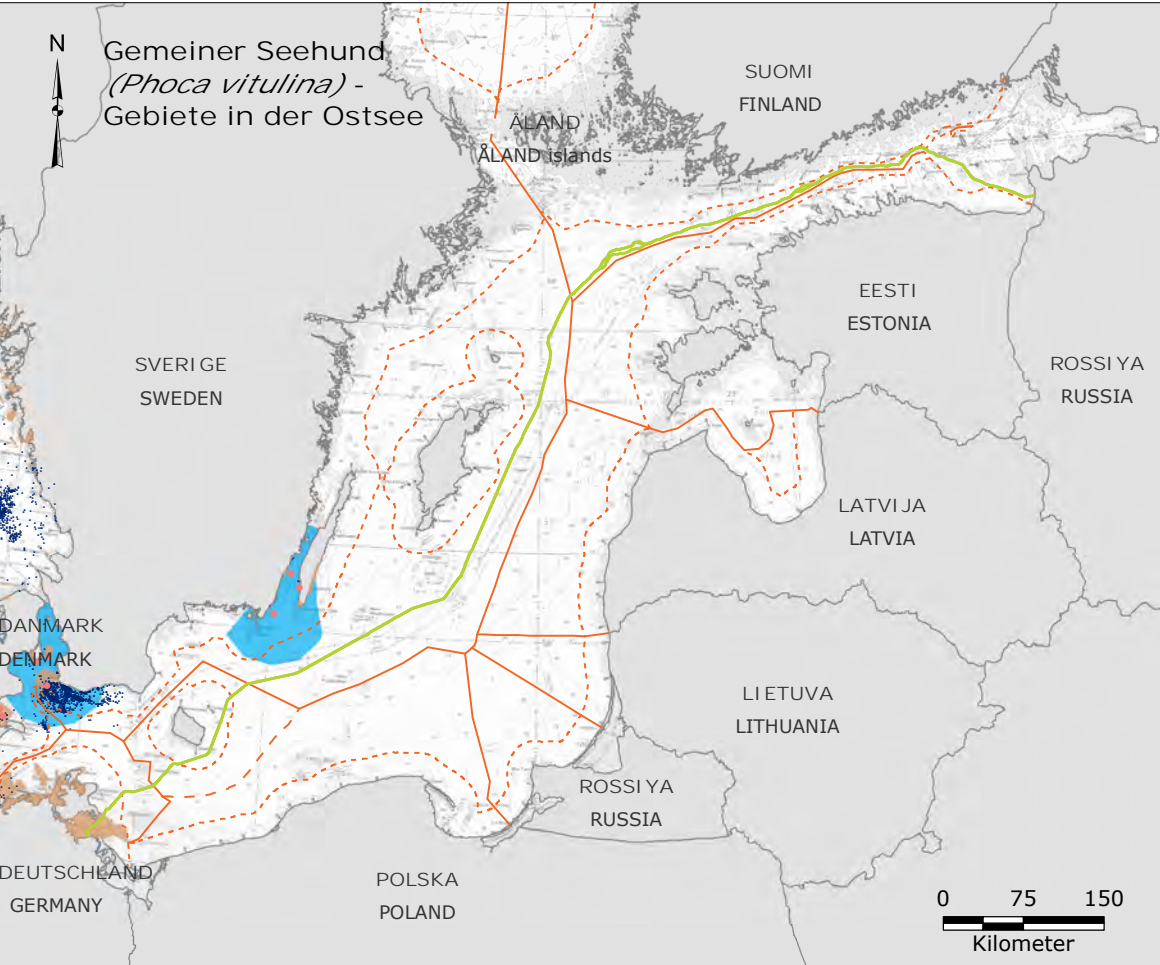 N
Gemeiner Seehund
(Phoca vitulina) -
Gebiete in der Ostsee
SUOMI
FINLAND
ÅLAND
ÅLAND islands
EESTI
ESTONIA
ROSSIYA
RUSSIA
SVERIGE
SWEDEN
LATVIJA
LATVIA
DANMARK
DENMARK
LIETUVA
LITHUANIA
ROSSIYA
RUSSIA
DEUTSCHLAND
GERMANY
POLSKA
POLAND
0 75 150
Kilometer